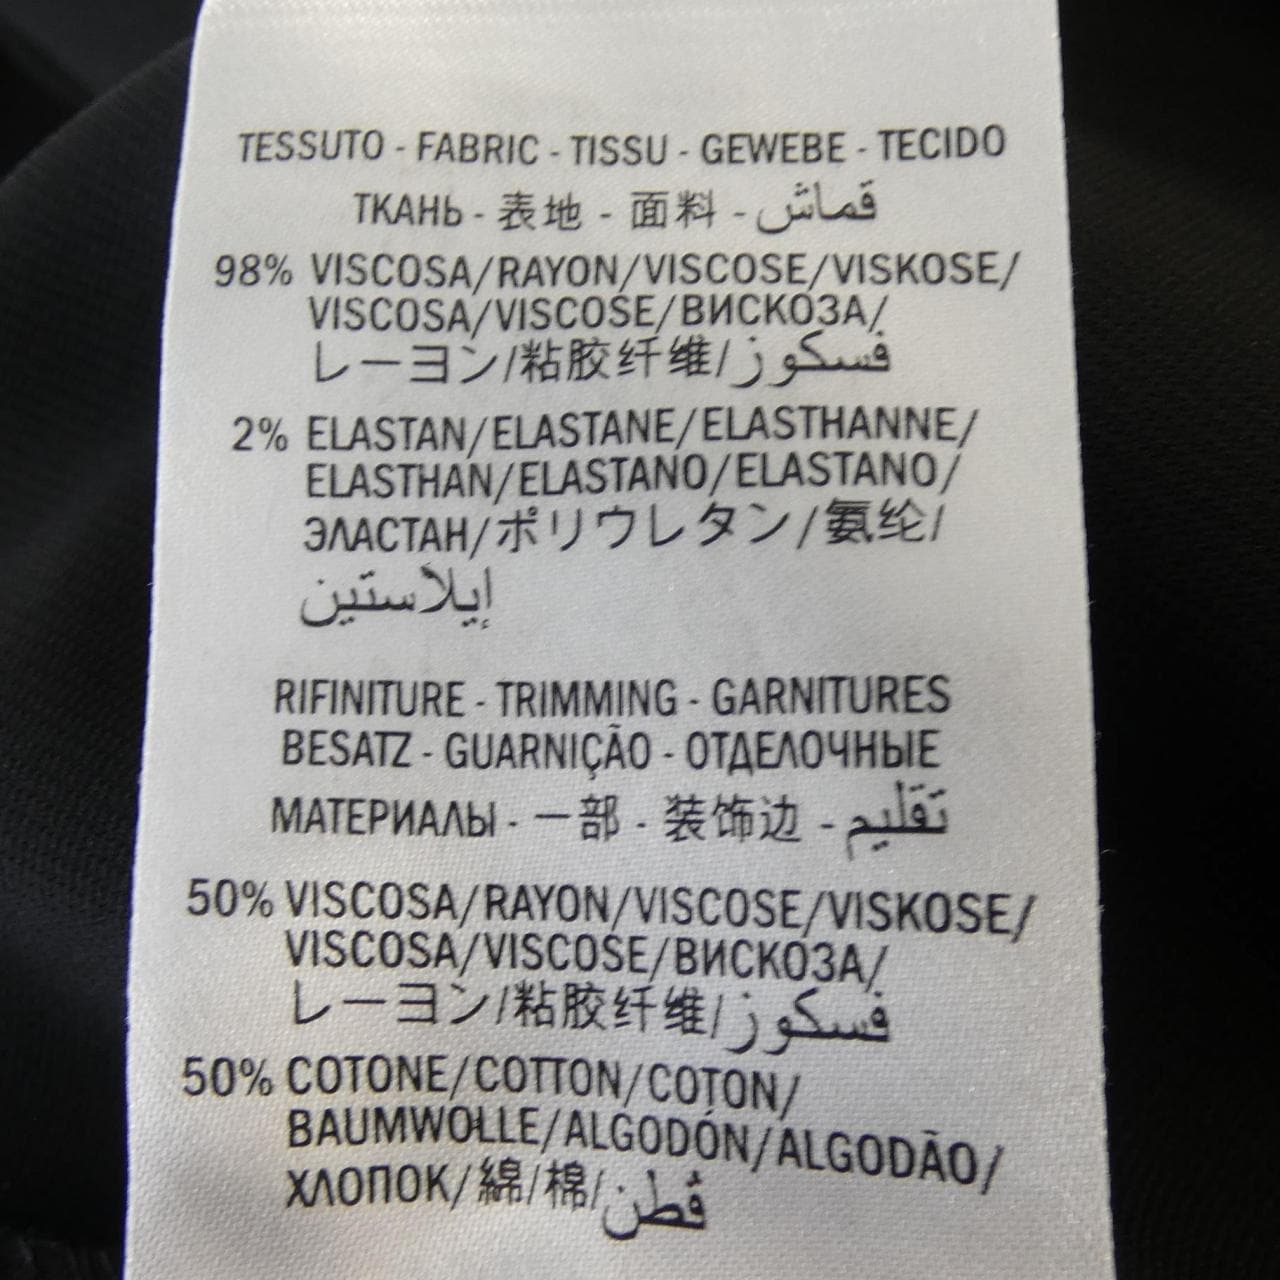 TESSUTO - FABRIC - TISSU - GEWEBE - TECIDO
ТКАНЬ - 表地 - 面料 - قماش
98% VISCOSA/RAYON/VISCOSE/VISKOSE/
VISCOSA/VISCOSE/ВИСКОЗА/
レーヨン/粘胶纤维/فسكوز
2% ELASTAN/ELASTANE/ELASTHANNE/
ELASTHAN/ELASTANO/ELASTANO/
ЭЛАСТАН/ポリウレタン/氨纶/
إيلاستين
RIFINITURE - TRIMMING - GARNITURES
BESATZ - GUARNIÇÃO - ОТДЕЛОЧНЫЕ
МАТЕРИАЛЫ - 一部 - 装饰边 - تقليم
50% VISCOSA/RAYON/VISCOSE/VISKOSE/
VISCOSA/VISCOSE/ВИСКОЗА/
レーヨン/粘胶纤维/فسكوز
50% COTONE/COTTON/COTON/
BAUMWOLLE/ALGODÓN/ALGODÃO/
ХЛОПОК/綿/棉/قطن